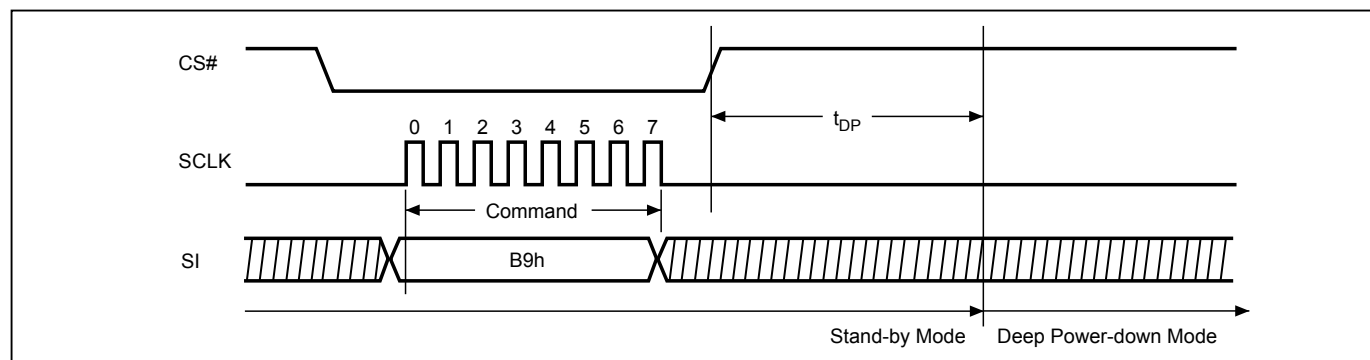 CS#
t_DP
0 1 2 3 4 5 6 7
SCLK
Command
SI
B9h
Stand-by Mode
Deep Power-down Mode